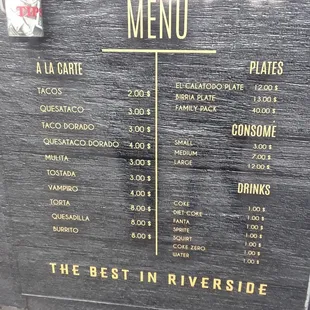 TIP
MENU
A LA CARTE
TACOS 2.00 $
QUESATACO 3.00 $
TACO DORADO 3.00 $
QUESATACO DORADO 4.00 $
MULITA 3.00 $
TOSTADA 3.00 $
VAMPIRO 4.00 $
TORTA 8.00 $
QUESADILLA 8.00 $
BURRITO 8.00 $
PLATES
EL CALATODO PLATE 12.00 $
BIRRIA PLATE 13.00 $
FAMILY PACK 40.00 $
CONSOMÉ
SMALL 3.00 $
MEDIUM 7.00 $
LARGE 12.00 $
DRINKS
COKE 1.00 $
DIET COKE 1.00 $
FANTA 1.00 $
SPRITE 1.00 $
SQUIRT 1.00 $
COKE ZERO 1.00 $
WATER 1.00 $
THE BEST IN RIVERSIDE